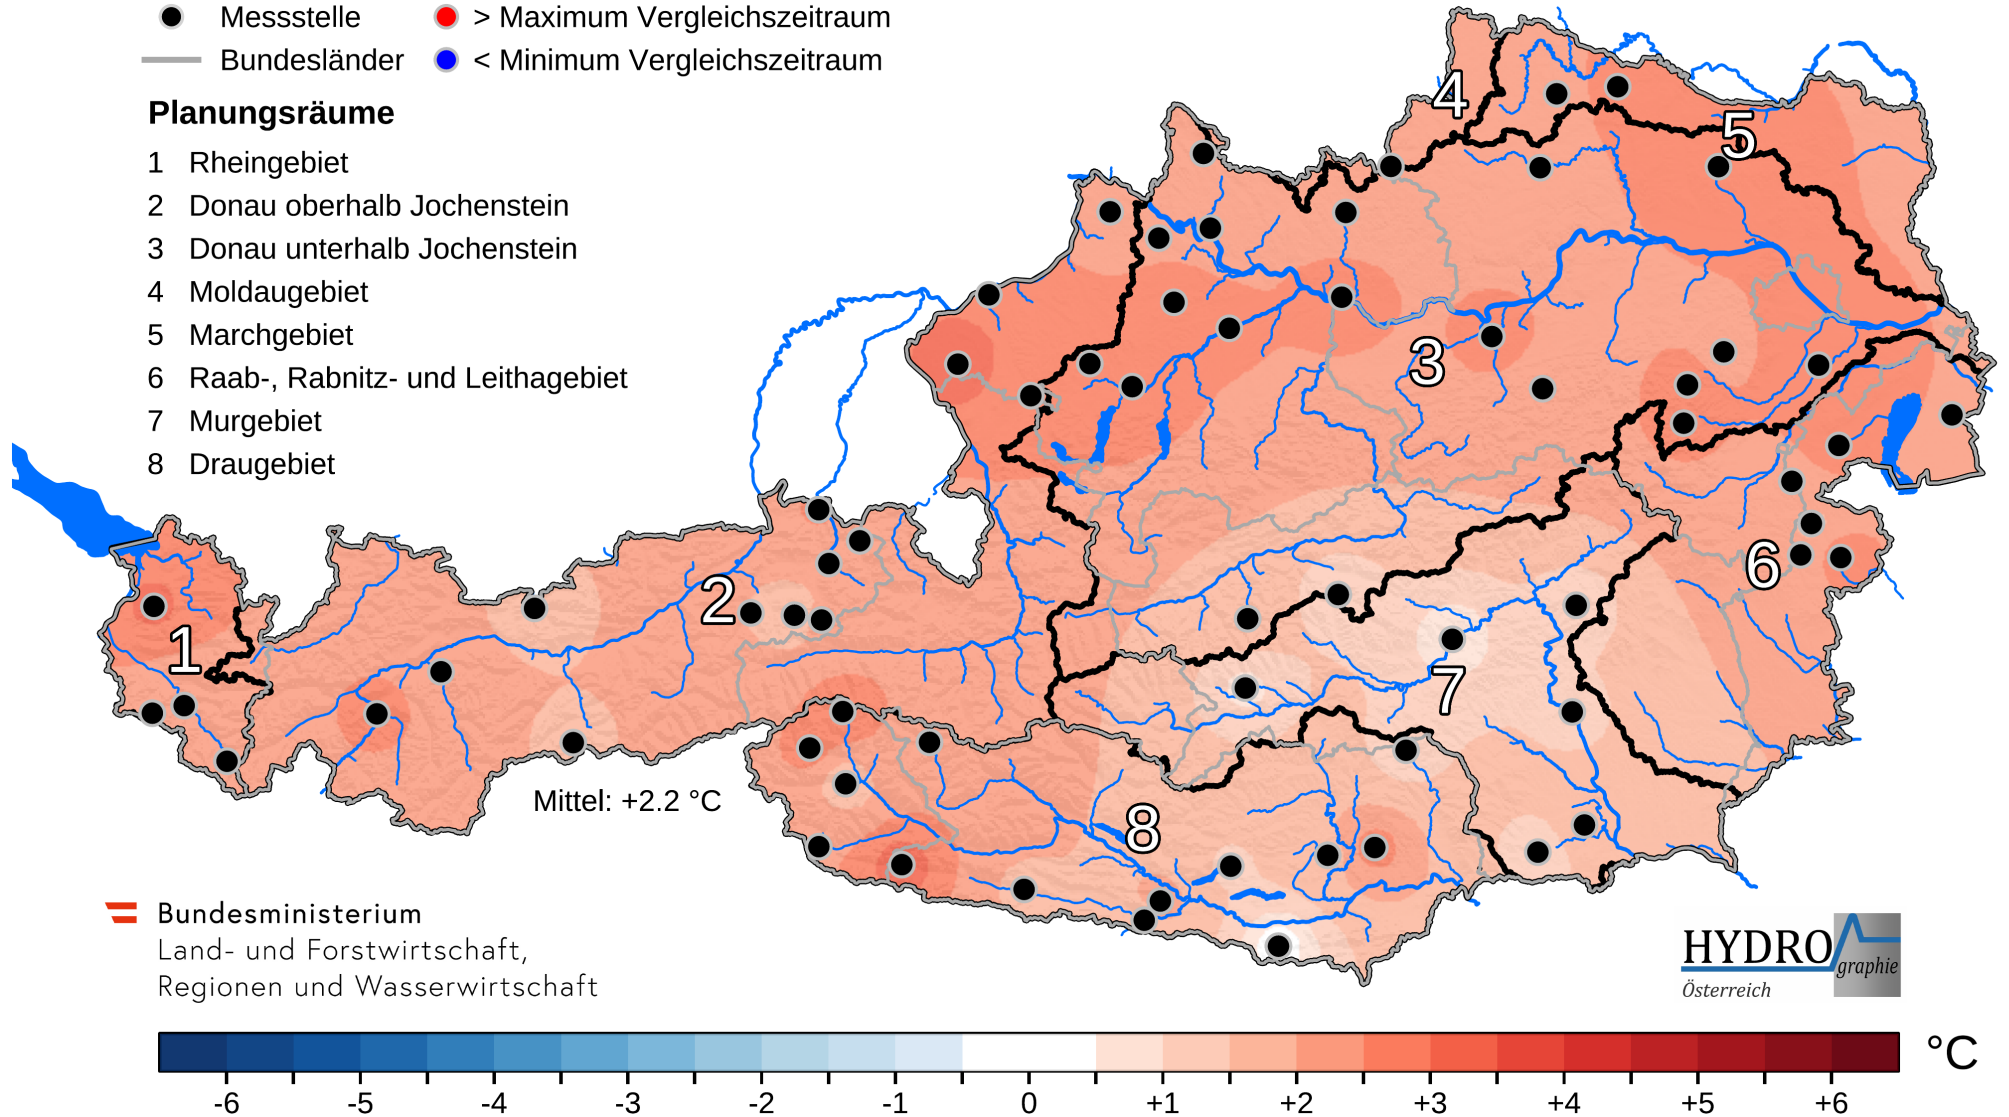 Messstelle
> Maximum Vergleichszeitraum
Bundesländer
< Minimum Vergleichszeitraum
Planungsräume
1 Rheingebiet
2 Donau oberhalb Jochenstein
3 Donau unterhalb Jochenstein
4 Moldaugebiet
5 Marchgebiet
6 Raab-, Rabnitz- und Leithagebiet
7 Murgebiet
8 Draugebiet
4
5
3
6
2
1
7
8
Mittel: +2.2 °C
Bundesministerium
Land- und Forstwirtschaft,
Regionen und Wasserwirtschaft
HYDRO
graphie
Österreich
°C
-6 -5 -4 -3 -2 -1 0 +1 +2 +3 +4 +5 +6